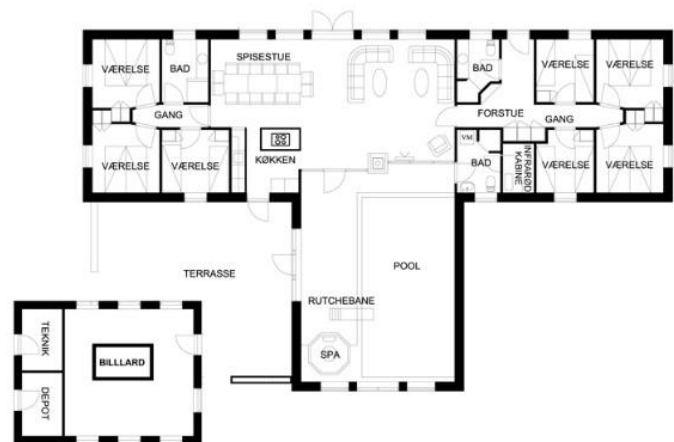 SPISESTUE
VÆRELSE
BAD
BAD
VÆRELSE
VÆRELSE
GANG
FORSTUE
GANG
VÆRELSE
VÆRELSE
KØKKEN
VM
BAD
INFRARØD
KABINE
VÆRELSE
VÆRELSE
TERRASSE
POOL
RUTCHEBANE
SPA
TEKNIK
BILLLARD
DEPOT